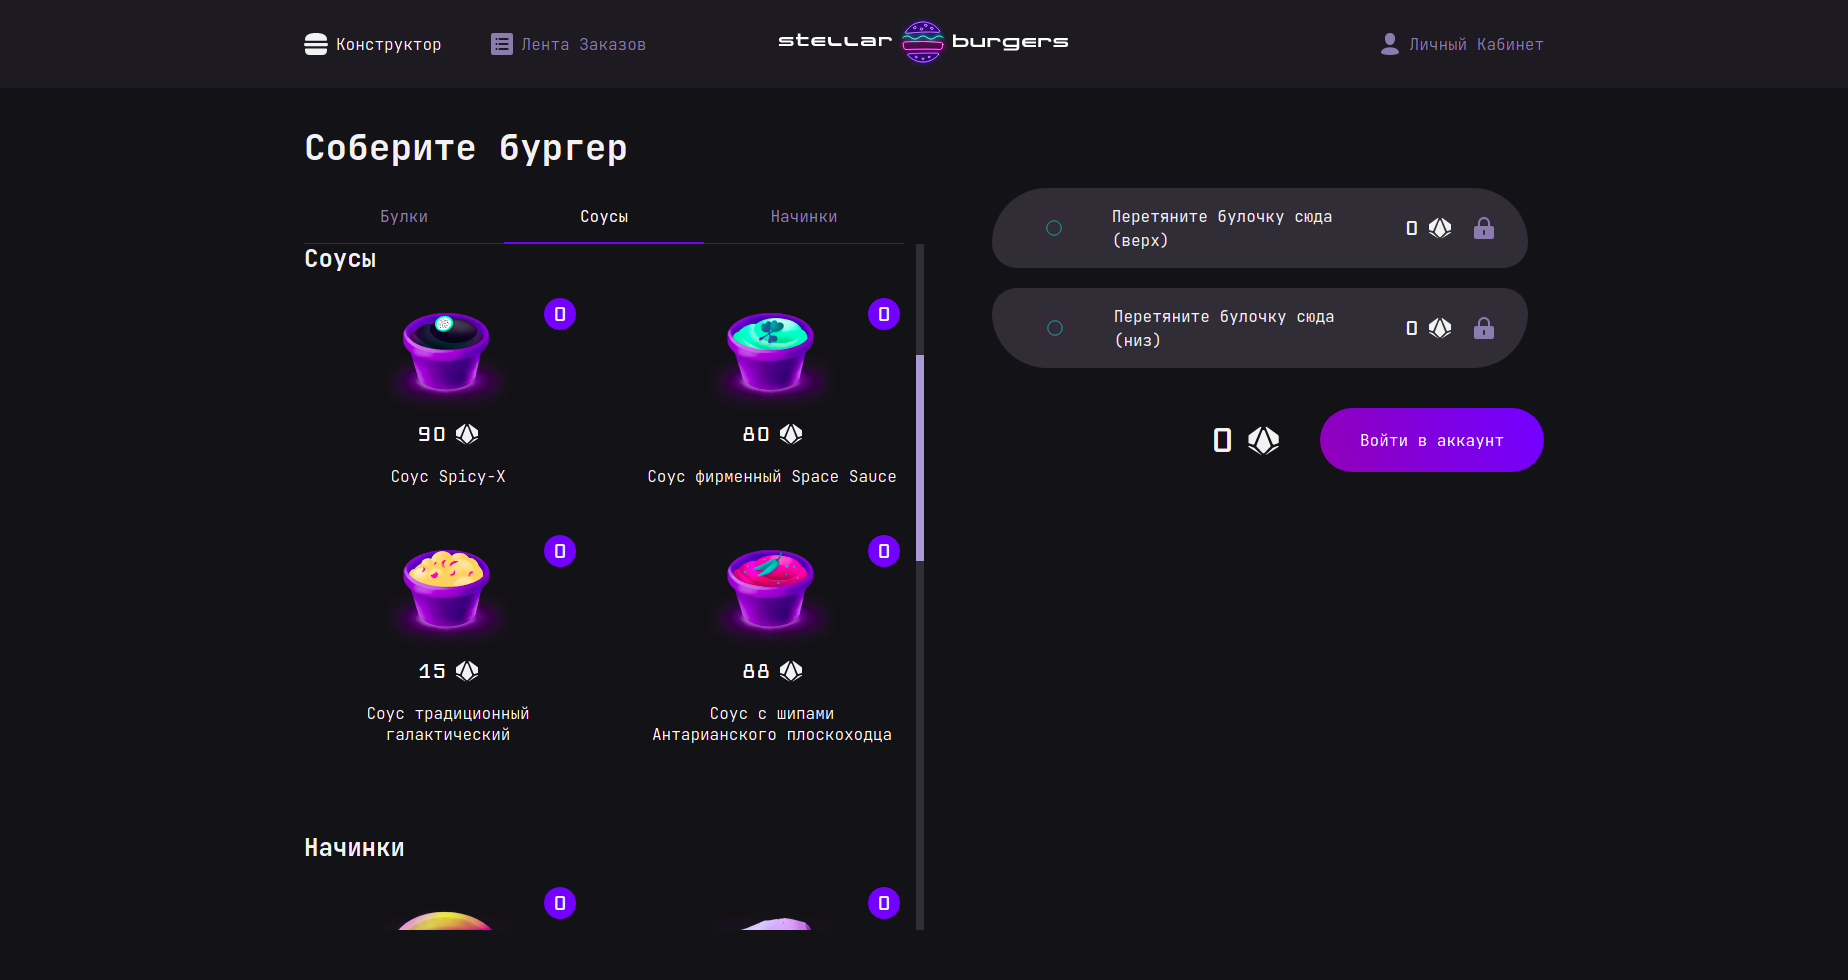 Конструктор
Лента Заказов
stellar burgers
Личный Кабинет
Соберите бургер
Булки
Соусы
Начинки
Соусы
0
0
90
80
Соус Spicy-X
Соус фирменный Space Sauce
0
0
15
88
Соус традиционный
галактический
Соус с шипами
Антарианского плоскоходца
Начинки
0
0
Перетяните булочку сюда
(верх)
0
Перетяните булочку сюда
(низ)
0
0
Войти в аккаунт